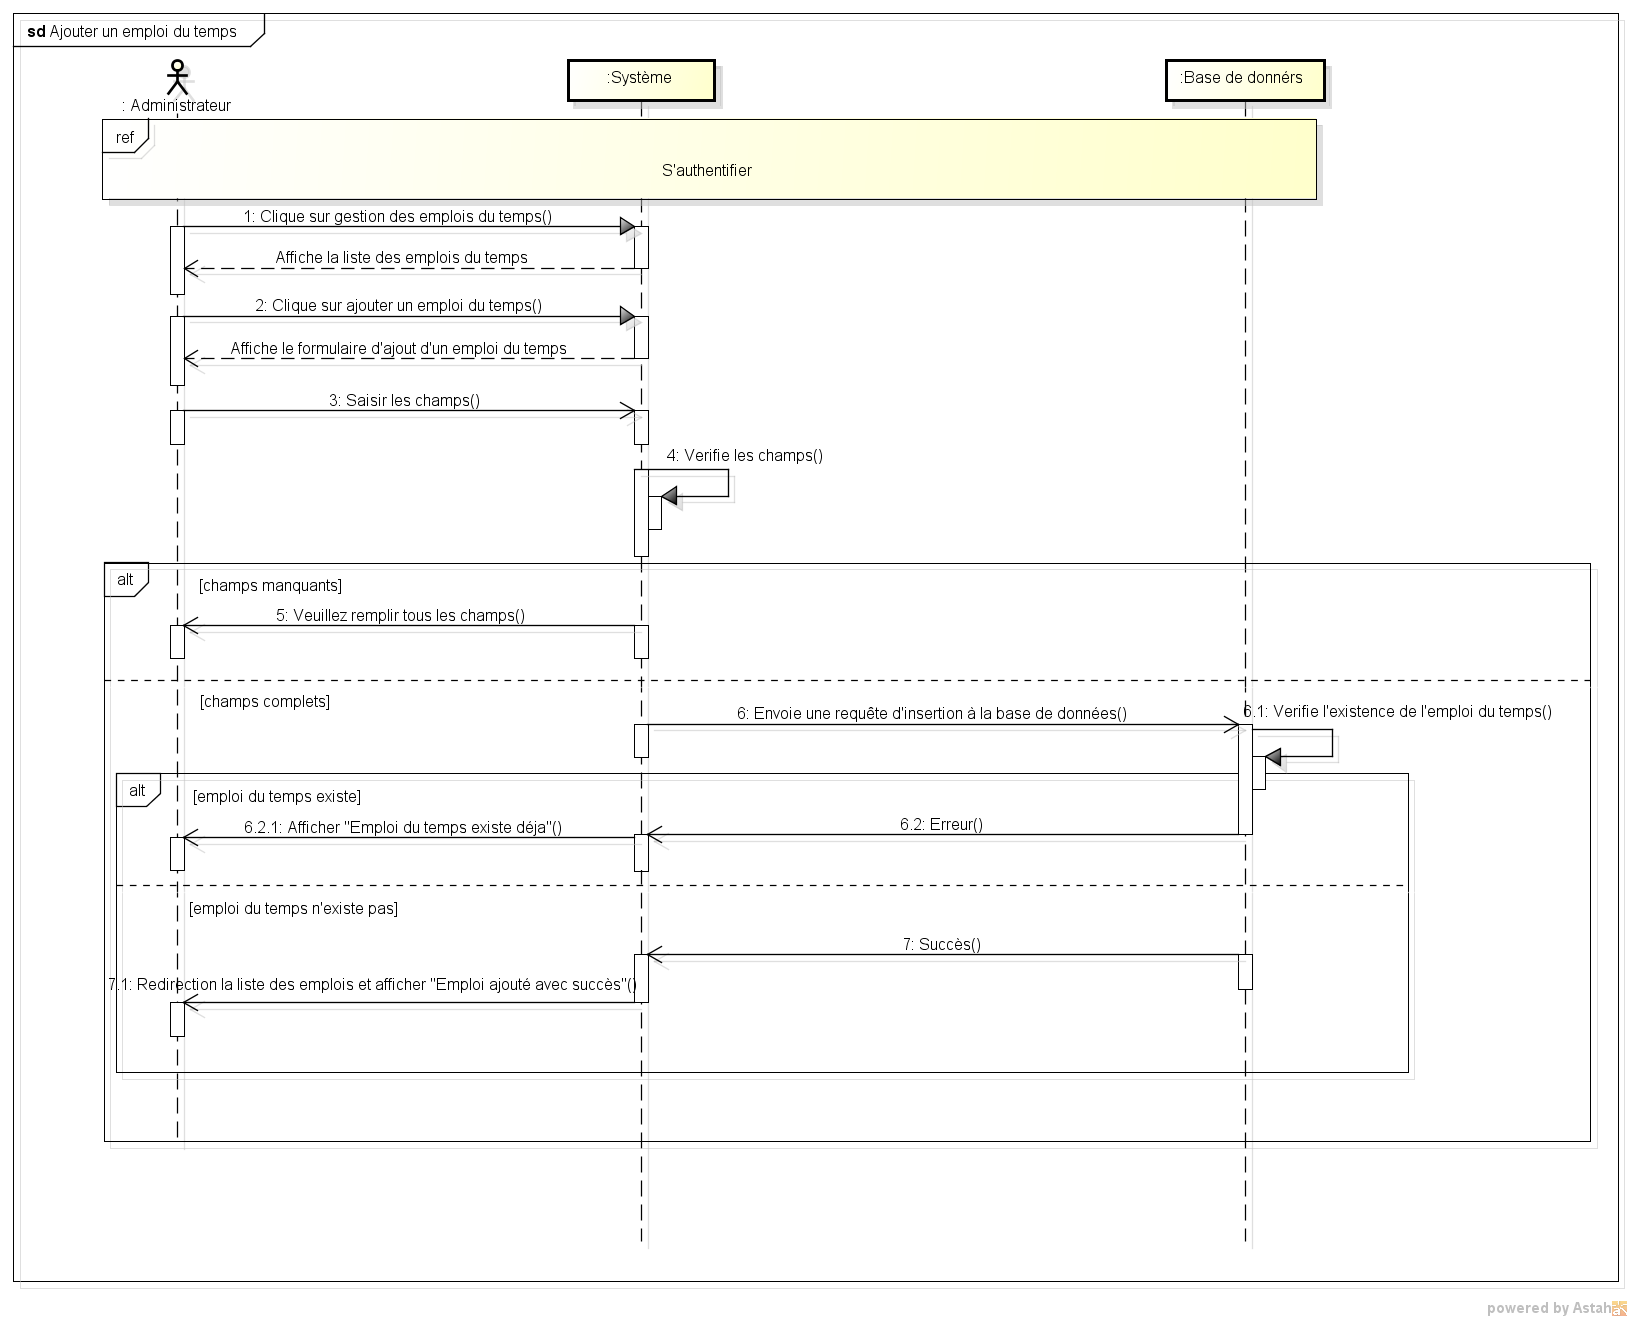 sd Ajouter un emploi du temps
: Administrateur
:Système
:Base de donnérs
ref
S'authentifier
1: Clique sur gestion des emplois du temps()
Affiche la liste des emplois du temps
2: Clique sur ajouter un emploi du temps()
Affiche le formulaire d'ajout d'un emploi du temps
3: Saisir les champs()
4: Verifie les champs()
alt
[champs manquants]
5: Veuillez remplir tous les champs()
[champs complets]
6: Envoie une requête d'insertion à la base de données()
6.1: Verifie l'existence de l'emploi du temps()
alt
[emploi du temps existe]
6.2: Erreur()
6.2.1: Afficher "Emploi du temps existe déja"()
[emploi du temps n'existe pas]
7: Succès()
7.1: Redirection la liste des emplois et afficher "Emploi ajouté avec succès"()
powered by Astah